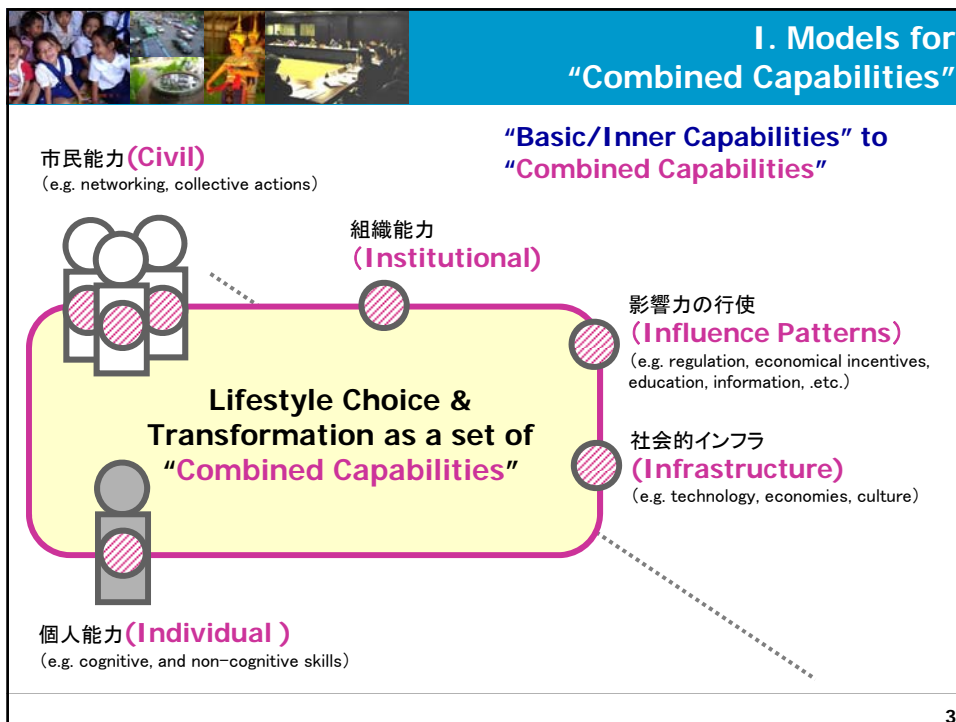 I. Models for
“Combined Capabilities”
“Basic/Inner Capabilities” to
“Combined Capabilities”
市民能力(Civil)
(e.g. networking, collective actions)
組織能力
(Institutional)
影響力の行使
(Influence Patterns)
(e.g. regulation, economical incentives,
education, information, .etc.)
Lifestyle Choice &
Transformation as a set of
“Combined Capabilities”
社会的インフラ
(Infrastructure)
(e.g. technology, economies, culture)
個人能力(Individual )
(e.g. cognitive, and non-cognitive skills)
3